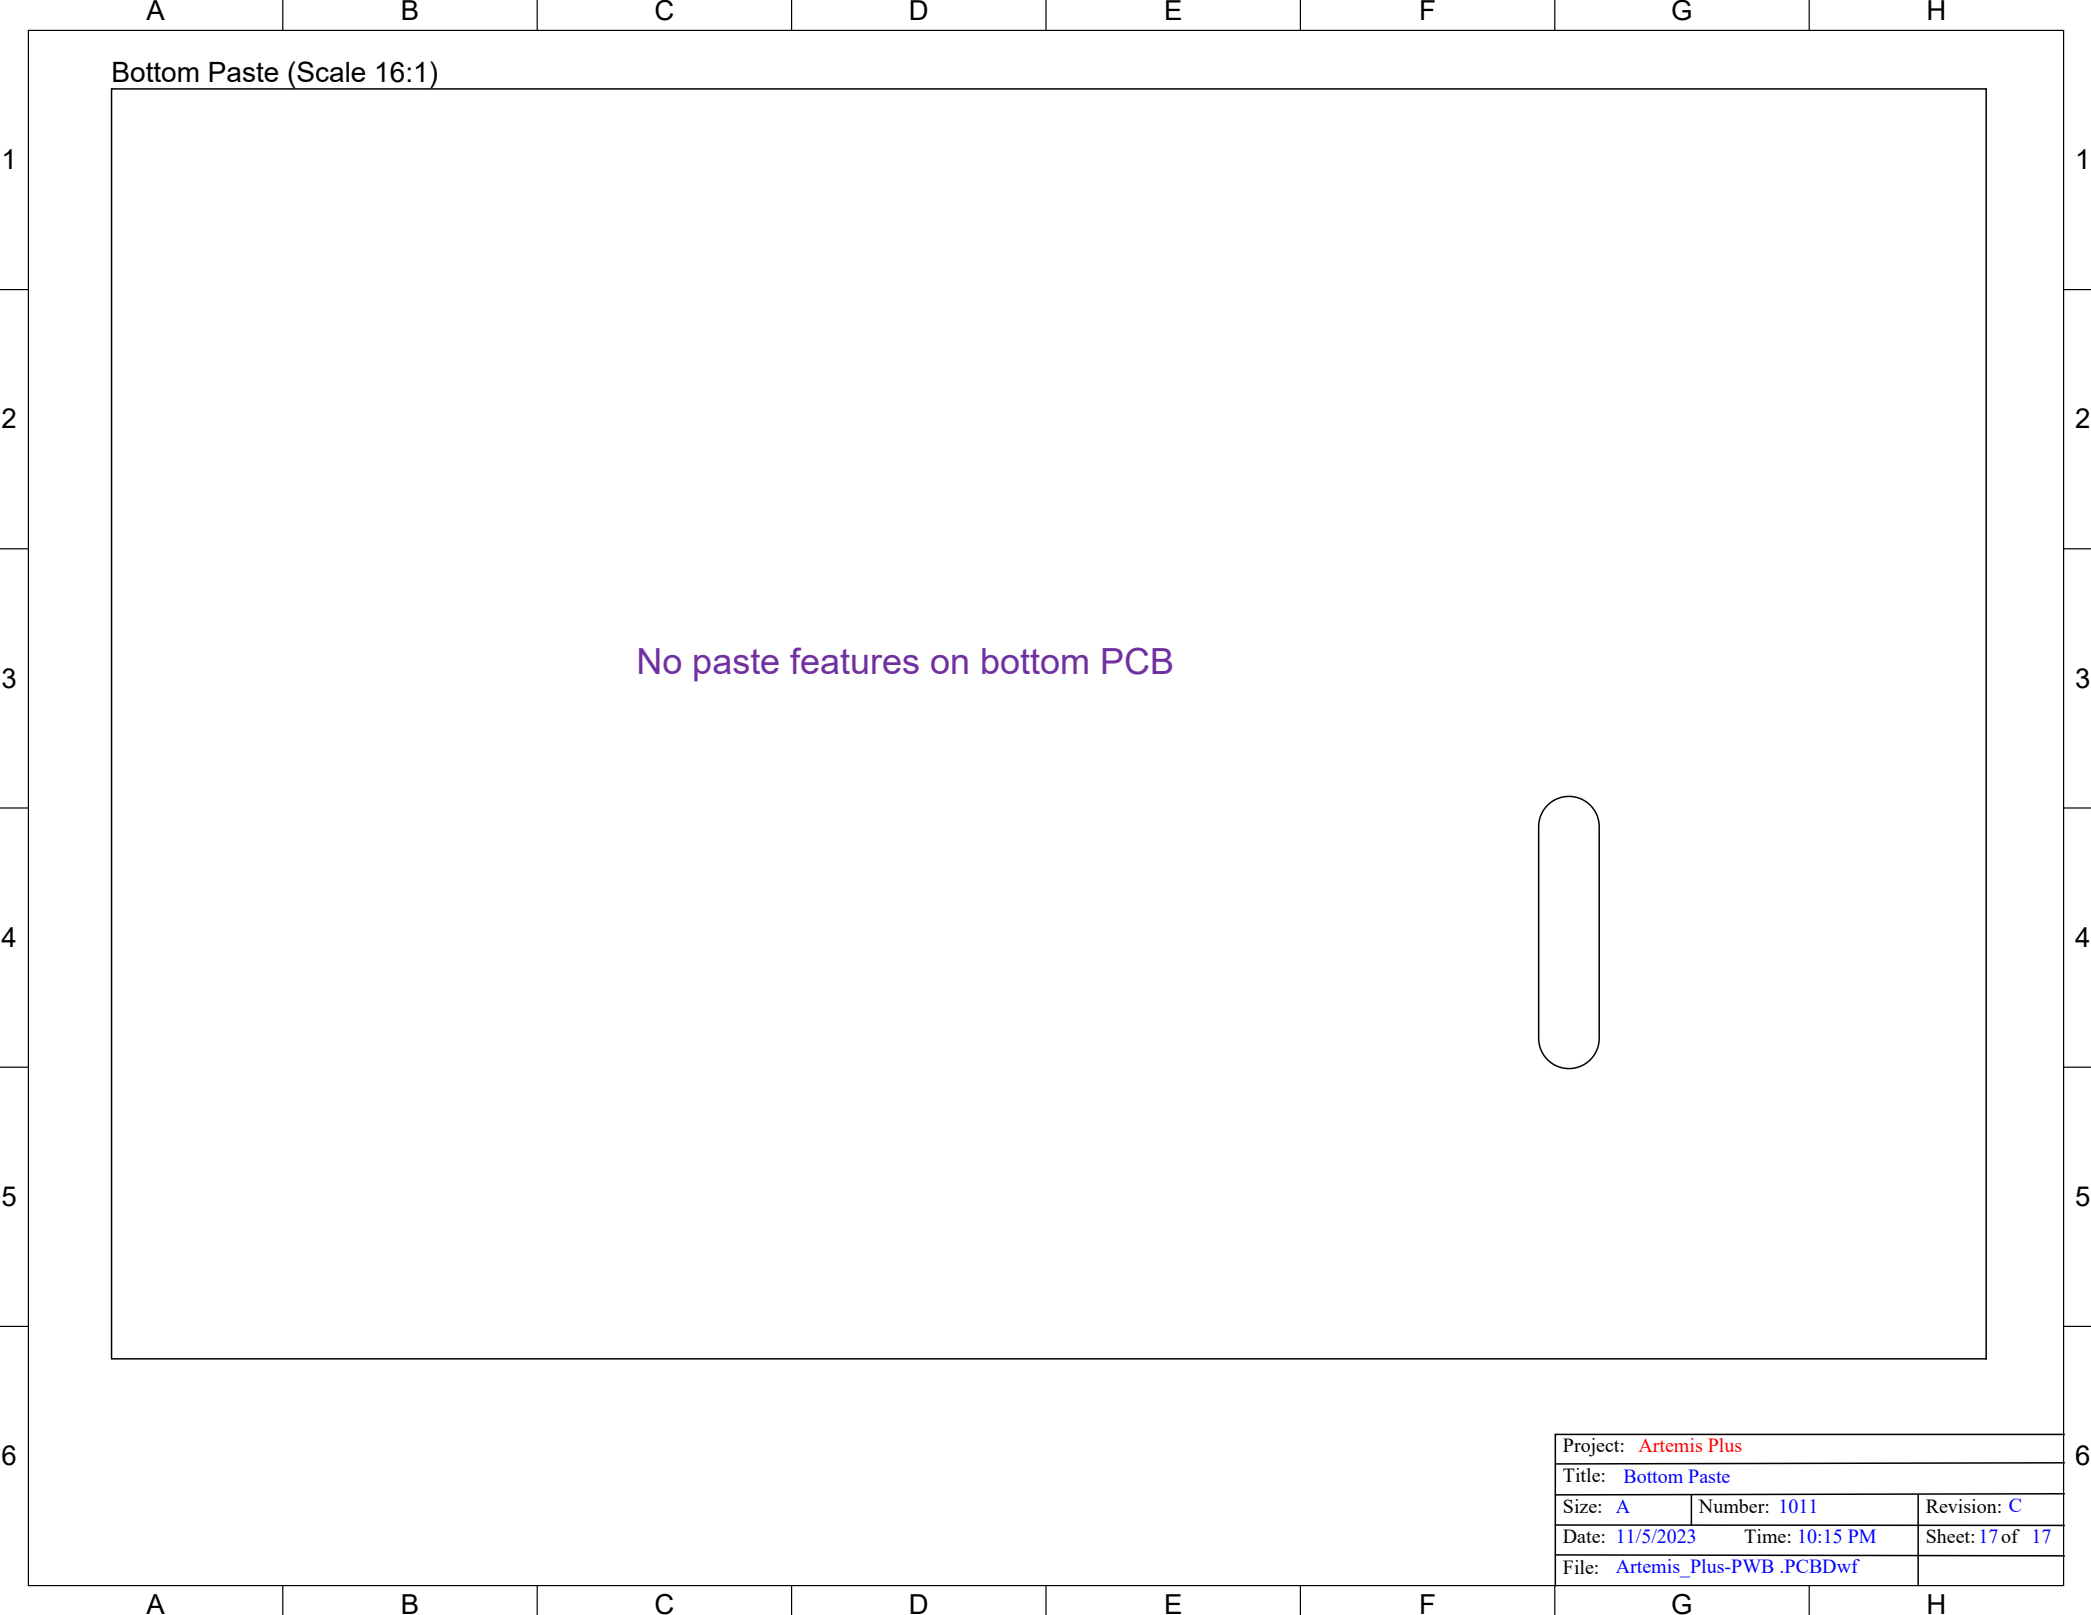 A B C D E F G H
Bottom Paste (Scale 16:1)
1 1
2 2
No paste features on bottom PCB
3 3
4 4
5 5
Project: Artemis Plus
6 6
Title: Bottom Paste
Size: A Number: 1011 Revision: C
Date: 11/5/2023 Time: 10:15 PM Sheet: 17 of 17
File: Artemis_Plus-PWB .PCBDwf
A B C D E F G H